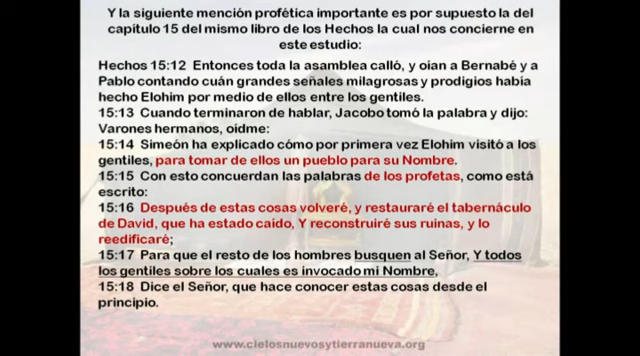 Y la siguiente mención profética importante es por supuesto la del
capítulo 15 del mismo libro de los Hechos la cual nos concierne en
este estudio:
Hechos 15:12 Entonces toda la asamblea calló, y oían a Bernabé y a
Pablo contando cuán grandes señales milagrosas y prodigios había
hecho Elohim por medio de ellos entre los gentiles.
15:13 Cuando terminaron de hablar, Jacobo tomó la palabra y dijo:
Varones hermanos, oídme:
15:14 Simeón ha explicado cómo por primera vez Elohim visitó a los
gentiles, para tomar de ellos un pueblo para su Nombre.
15:15 Con esto concuerdan las palabras de los profetas, como está
escrito:
15:16 Después de estas cosas volveré, y restauraré el tabernáculo
de David, que ha estado caído, Y reconstruiré sus ruinas, y lo
reedificaré;
15:17 Para que el resto de los hombres busquen al Señor, Y todos
los gentiles sobre los cuales es invocado mi Nombre,
15:18 Dice el Señor, que hace conocer estas cosas desde el
principio.
www.cielosnuevosytierranueva.org